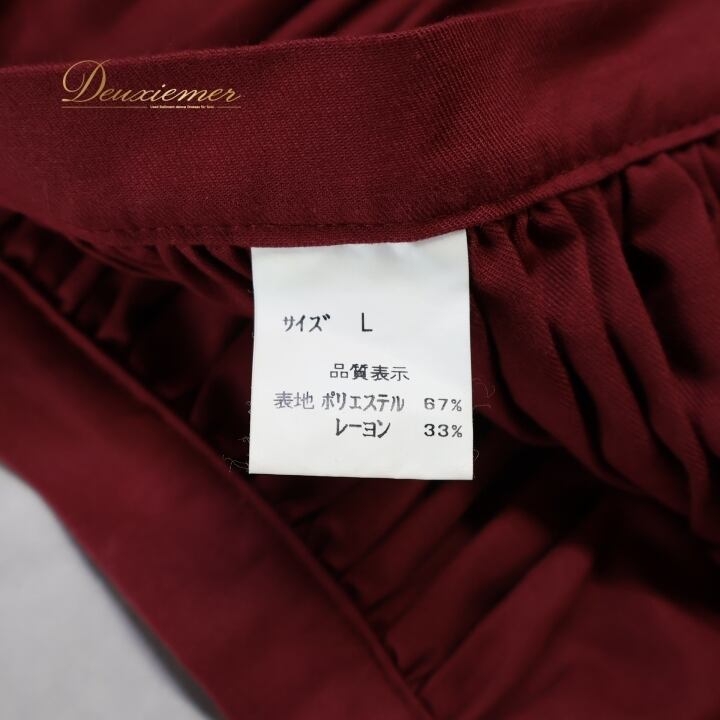 Deuxiemer
サイズ L
品質表示
表地 ポリエステル 67%
レーヨン 33%